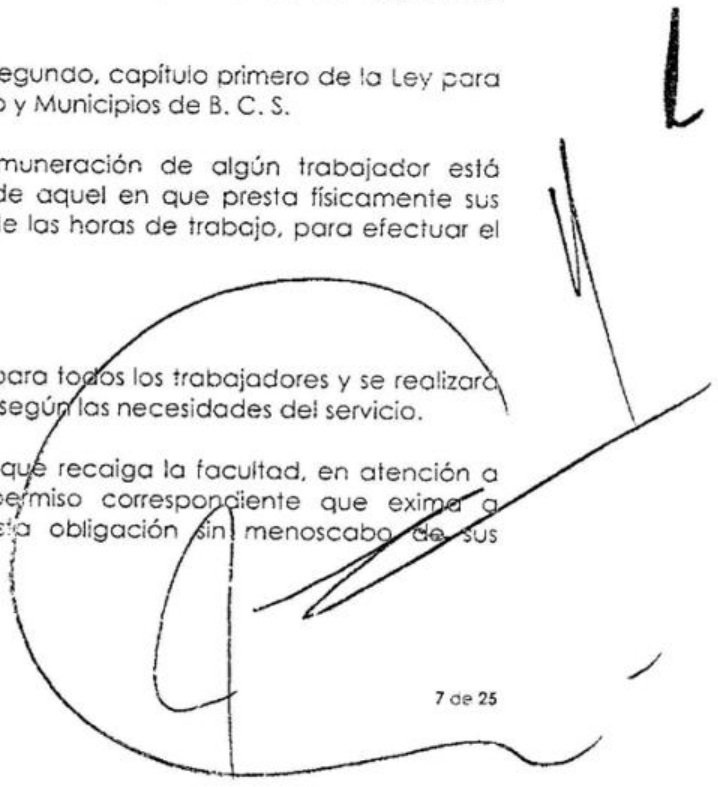 egundo, capítulo primero de la Ley para
o y Municipios de B. C. S.
muneración de algún trabajador está
de aquel en que presta físicamente sus
le las horas de trabajo, para efectuar el
para todos los trabajadores y se realizará
según las necesidades del servicio.
que recaiga la facultad, en atención a
permiso correspondiente que exima a
sta obligación sin menoscabo de sus
7 de 25